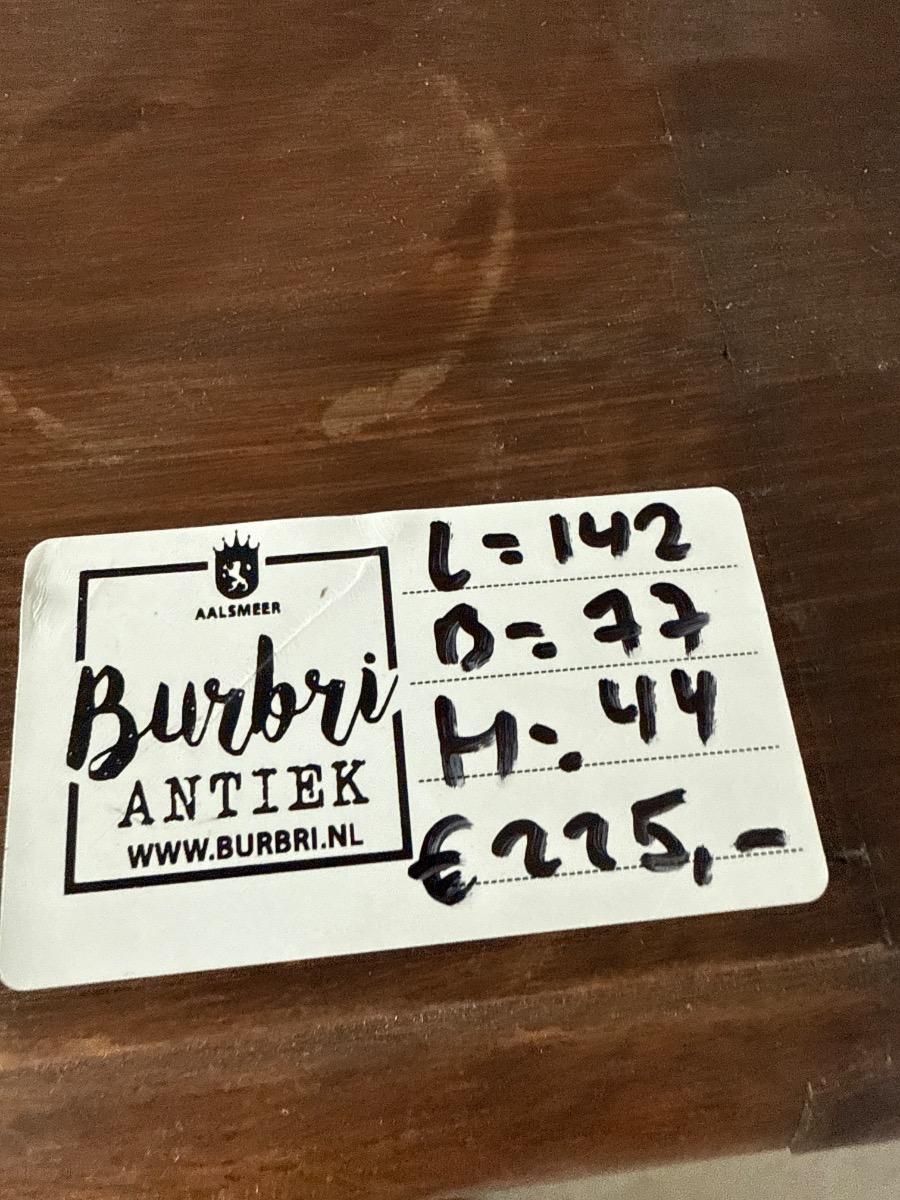 AALSMEER
Burbri
ANTIEK
WWW.BURBRI.NL
L = 142
B = 77
H = 44
€ 225,-